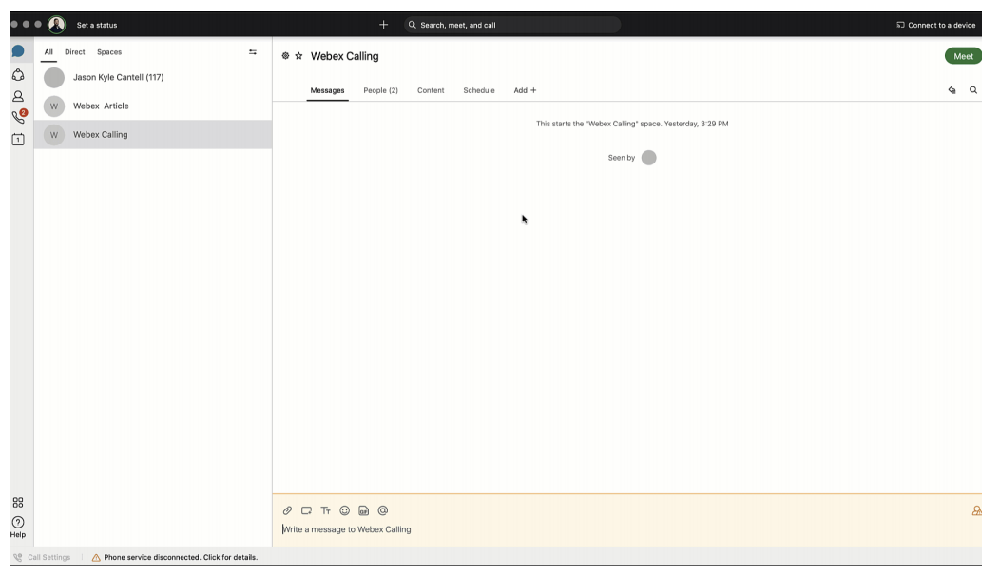 Set a status
Search, meet, and call
Connect to a device
All Direct Spaces
Jason Kyle Cantell (117)
W Webex Article
W Webex Calling
2
1
Help
Webex Calling
Meet
Messages People (2) Content Schedule Add +
This starts the "Webex Calling" space. Yesterday, 3:29 PM
Seen by
Tт GIF @
Write a message to Webex Calling
Call Settings Phone service disconnected. Click for details.